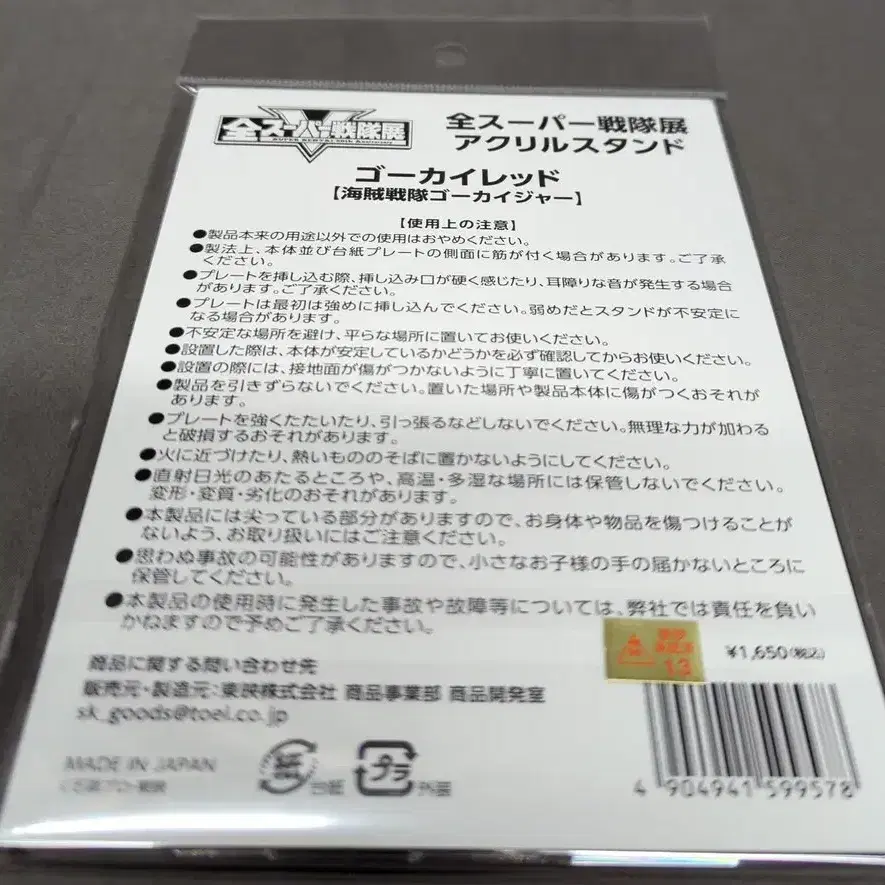 全スーパー戦隊展
全スーパー戦隊展
アクリルスタンド
ゴーカイレッド
【海賊戦隊ゴーカイジャー】
【使用上の注意】
●製品本来の用途以外での使用はおやめください。
●製法上、本体並び台紙プレートの側面に筋が付く場合があります。ご了承
ください。
●プレートを挿し込む際、挿し込み口が硬く感じたり、耳障りな音が発生する場合
があります。ご了承ください。
●プレートは最初は強めに挿し込んでください。弱めだとスタンドが不安定に
なる場合があります。
●不安定な場所を避け、平らな場所に置いてお使いください。
●設置した際は、本体が安定しているかどうかを必ず確認してからお使いください。
●設置の際には、接地面が傷がつかないように丁寧に置いてください。
●製品を引きずらないでください。置いた場所や製品本体に傷がつくおそれが
あります。
●プレートを強くたたいたり、引っ張るなどしないでください。無理な力が加わる
と破損するおそれがあります。
●火に近づけたり、熱いもののそばに置かないようにしてください。
●直射日光のあたるところや、高温・多湿な場所には保管しないでください。
変形・変質・劣化のおそれがあります。
●本製品には尖っている部分がありますので、お身体や物品を傷つけることが
ないよう、お取り扱いにはご注意ください。
●思わぬ事故の可能性がありますので、小さなお子様の手の届かないところに
保管してください。
●本製品の使用時に発生した事故や故障等については、弊社では責任を負い
かねますので予めご了承ください。
13
¥1,650(税込)
商品に関する問い合わせ先
販売元・製造元:東映株式会社 商品事業部 商品開発室
sk_goods@toei.co.jp
MADE IN JAPAN
紙 台紙 プラ 外装
4 904941 599578